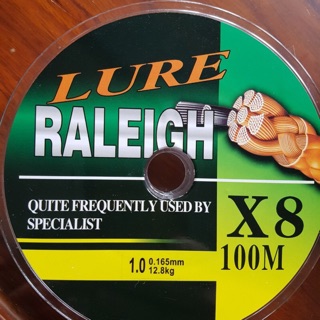 LURE
RALEIGH
QUITE FREQUENTLY USED BY
SPECIALIST
X8
100M
1.0 0.165mm
12.8kg